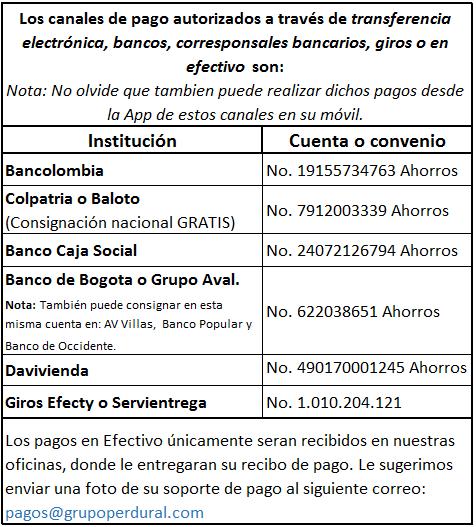 Los canales de pago autorizados a través de transferencia
electrónica, bancos, corresponsales bancarios, giros o en
efectivo son:
Nota: No olvide que tambien puede realizar dichos pagos desde
la App de estos canales en su móvil.
Institución Cuenta o convenio
Bancolombia No. 19155734763 Ahorros
Colpatria o Baloto
(Consignación nacional GRATIS) No. 7912003339 Ahorros
Banco Caja Social No. 24072126794 Ahorros
Banco de Bogota o Grupo Aval.
Nota: También puede consignar en esta
misma cuenta en: AV Villas, Banco Popular y
Banco de Occidente.
No. 622038651 Ahorros
Davivienda No. 490170001245 Ahorros
Giros Efecty o Servientrega No. 1.010.204.121
Los pagos en Efectivo únicamente seran recibidos en nuestras
oficinas, donde le entregaran su recibo de pago. Le sugerimos
enviar una foto de su soporte de pago al siguiente correo:
pagos@grupoperdural.com